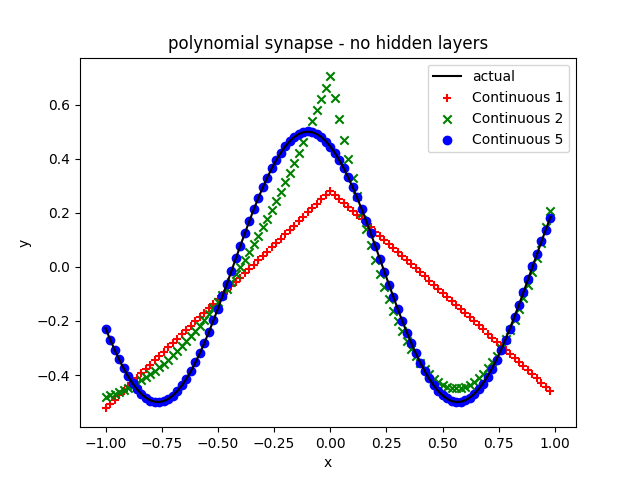 polynomial synapse - no hidden layers
actual
Continuous 1
Continuous 2
Continuous 5
y
0.6
0.4
0.2
0.0
−0.2
−0.4
−1.00 −0.75 −0.50 −0.25 0.00 0.25 0.50 0.75 1.00
x